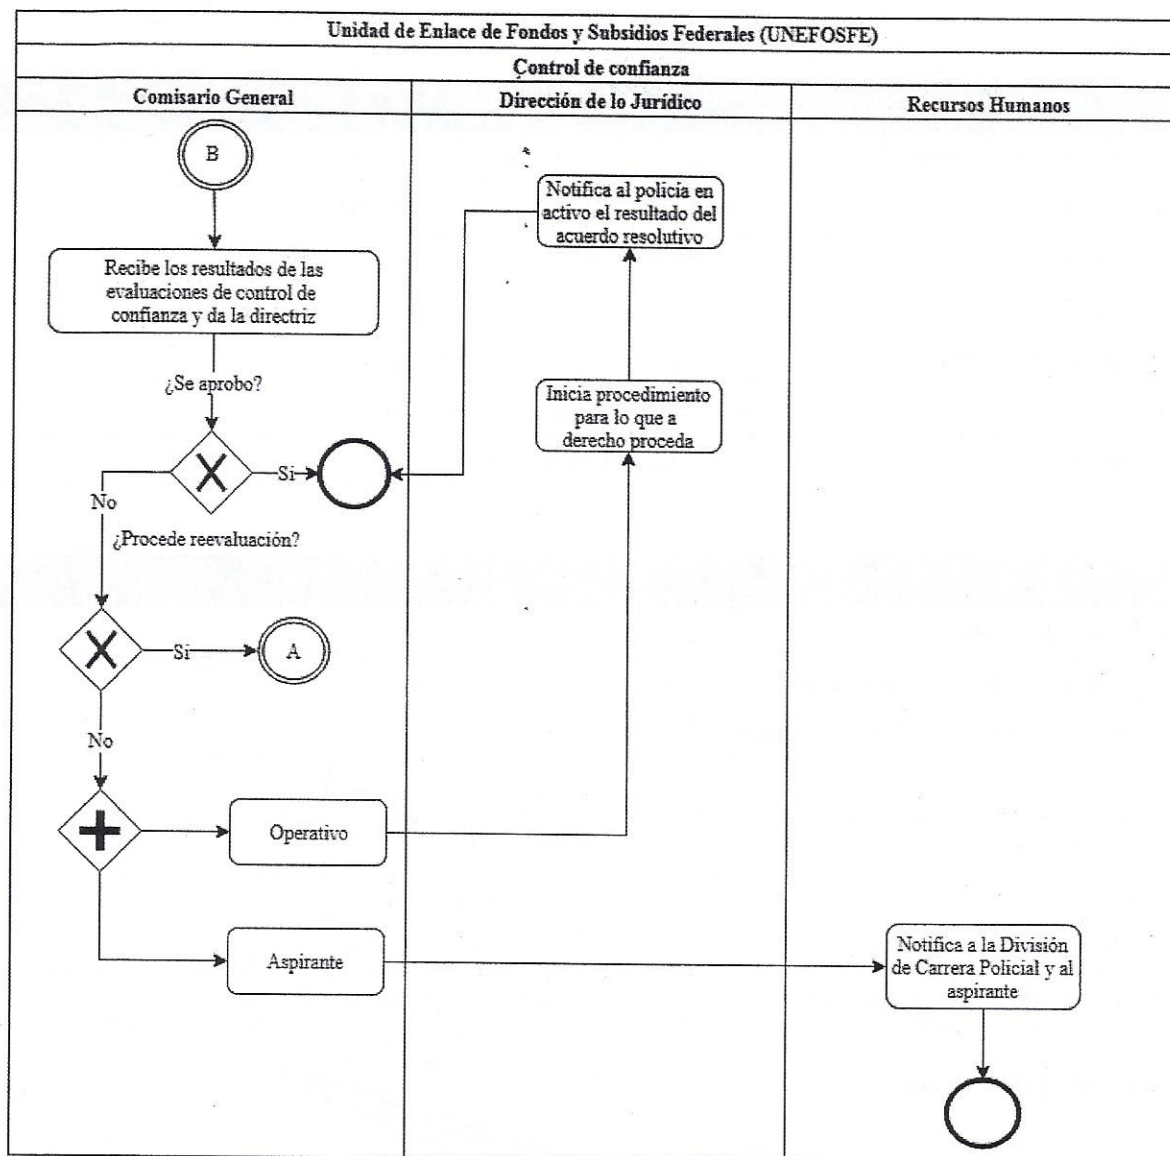 Unidad de Enlace de Fondos y Subsidios Federales (UNEFOSFE)
Control de confianza
Comisario General
Dirección de lo Jurídico
Recursos Humanos
B
Recibe los resultados de las
evaluaciones de control de
confianza y da la directriz
¿Se aprobo?
Si
No
¿Procede reevaluación?
Si
A
No
Operativo
Aspirante
Notifica al policía en
activo el resultado del
acuerdo resolutivo
Inicia procedimiento
para lo que a
derecho proceda
Notifica a la División
de Carrera Policial y al
aspirante